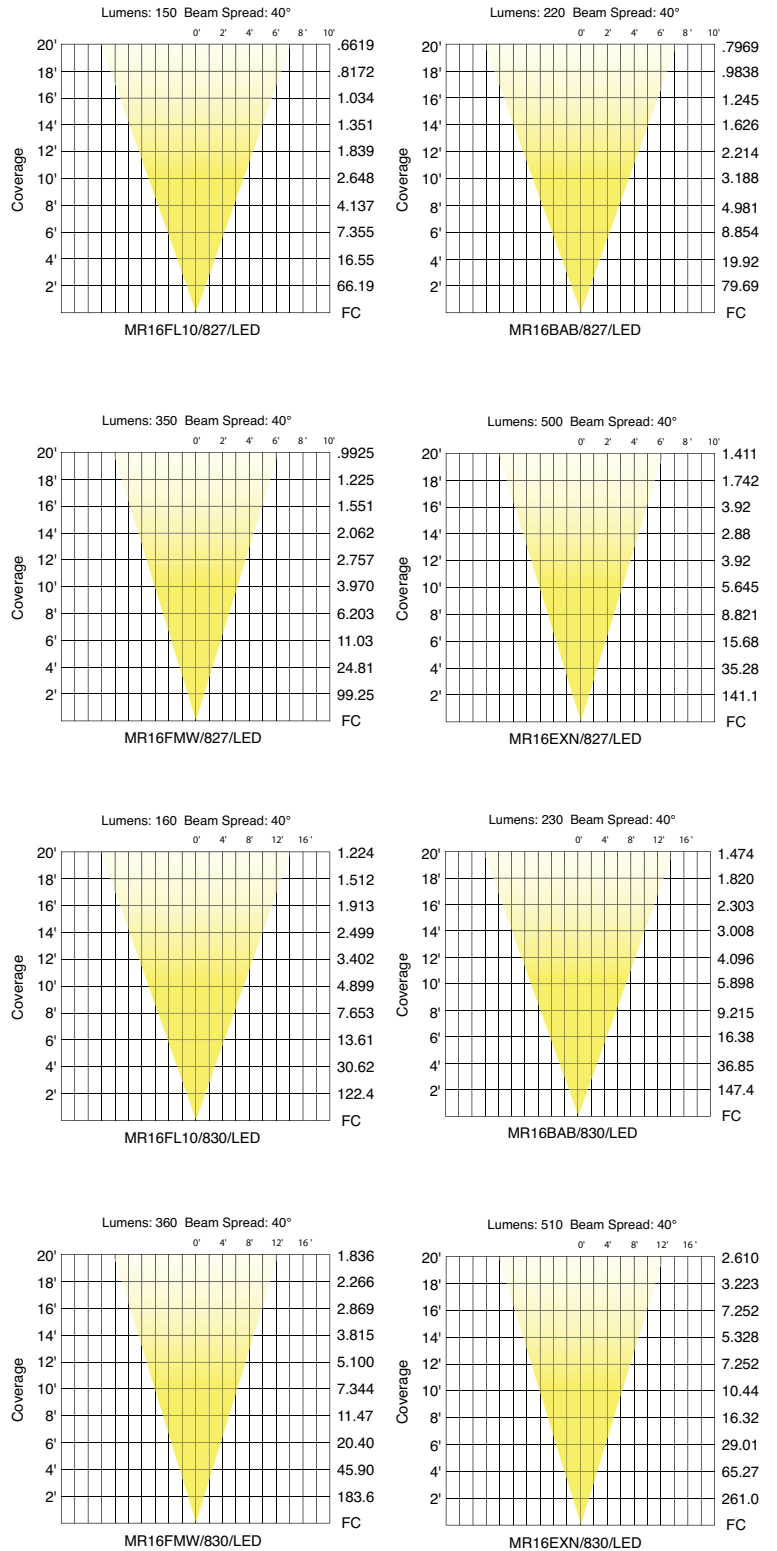 Lumens: 150 Beam Spread: 40°
0' 2' 4' 6' 8' 10'
20' .6619
18' .8172
16' 1.034
14' 1.351
12' 1.839
10' 2.648
8' 4.137
6' 7.355
4' 16.55
2' 66.19
FC
Coverage
MR16FL10/827/LED
Lumens: 220 Beam Spread: 40°
0' 2' 4' 6' 8' 10'
20' .7969
18' .9838
16' 1.245
14' 1.626
12' 2.214
10' 3.188
8' 4.981
6' 8.854
4' 19.92
2' 79.69
FC
Coverage
MR16BAB/827/LED
Lumens: 350 Beam Spread: 40°
0' 2' 4' 6' 8' 10'
20' .9925
18' 1.225
16' 1.551
14' 2.062
12' 2.757
10' 3.970
8' 6.203
6' 11.03
4' 24.81
2' 99.25
FC
Coverage
MR16FMW/827/LED
Lumens: 500 Beam Spread: 40°
0' 2' 4' 6' 8' 10'
20' 1.411
18' 1.742
16' 3.92
14' 2.88
12' 3.92
10' 5.645
8' 8.821
6' 15.68
4' 35.28
2' 141.1
FC
Coverage
MR16EXN/827/LED
Lumens: 160 Beam Spread: 40°
0' 4' 8' 12' 16'
20' 1.224
18' 1.512
16' 1.913
14' 2.499
12' 3.402
10' 4.899
8' 7.653
6' 13.61
4' 30.62
2' 122.4
FC
Coverage
MR16FL10/830/LED
Lumens: 230 Beam Spread: 40°
0' 4' 8' 12' 16'
20' 1.474
18' 1.820
16' 2.303
14' 3.008
12' 4.096
10' 5.898
8' 9.215
6' 16.38
4' 36.85
2' 147.4
FC
Coverage
MR16BAB/830/LED
Lumens: 360 Beam Spread: 40°
0' 4' 8' 12' 16'
20' 1.836
18' 2.266
16' 2.869
14' 3.815
12' 5.100
10' 7.344
8' 11.47
6' 20.40
4' 45.90
2' 183.6
FC
Coverage
MR16FMW/830/LED
Lumens: 510 Beam Spread: 40°
0' 4' 8' 12' 16'
20' 2.610
18' 3.223
16' 7.252
14' 5.328
12' 7.252
10' 10.44
8' 16.32
6' 29.01
4' 65.27
2' 261.0
FC
Coverage
MR16EXN/830/LED